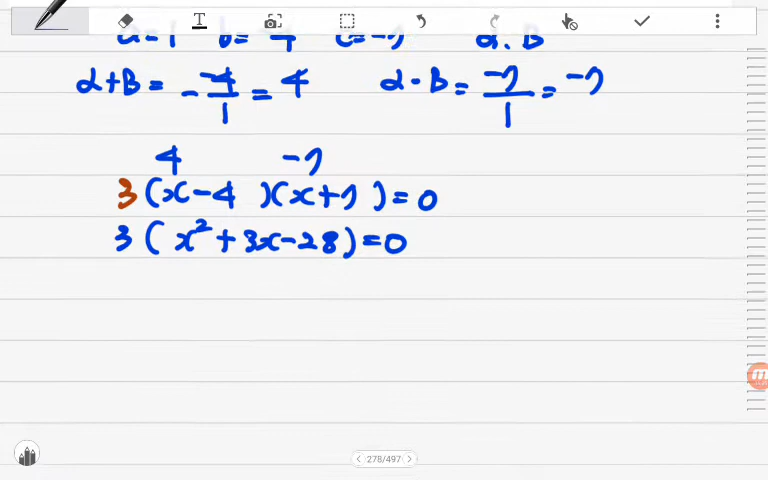 α+β = -(-4)/1 = 4    α·β = -7/1 = -7
4    -7
3 (x-4 )(x+7 ) = 0
3 ( x²+3x-28) = 0
278/497